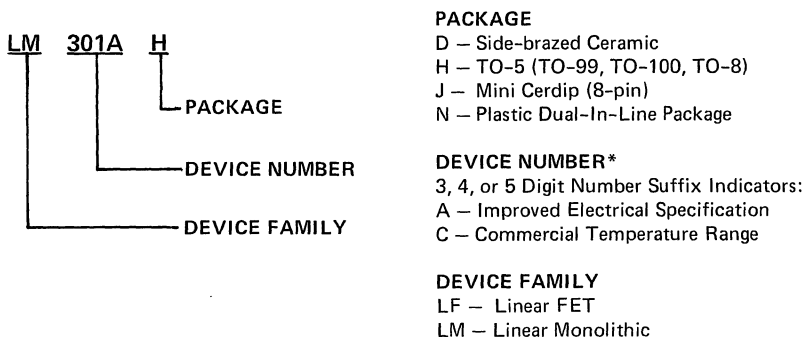 LM 301A H
PACKAGE
DEVICE NUMBER
DEVICE FAMILY
PACKAGE
D — Side-brazed Ceramic
H — TO-5 (TO-99, TO-100, TO-8)
J — Mini Cerdip (8-pin)
N — Plastic Dual-In-Line Package
DEVICE NUMBER*
3, 4, or 5 Digit Number Suffix Indicators:
A — Improved Electrical Specification
C — Commercial Temperature Range
DEVICE FAMILY
LF — Linear FET
LM — Linear Monolithic